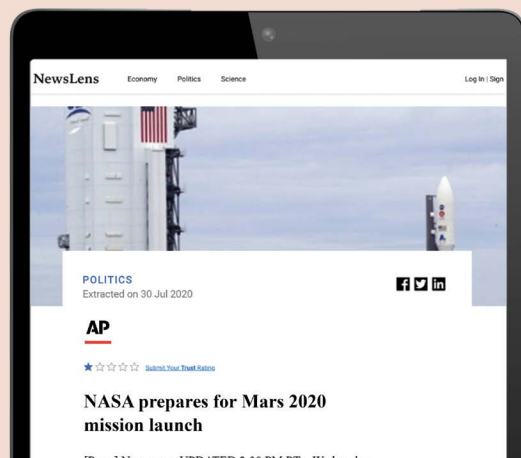 NewsLens Economy Politics Science Log In | Sign
POLITICS
Extracted on 30 Jul 2020
AP
Submit Your Trust Rating
NASA prepares for Mars 2020
mission launch